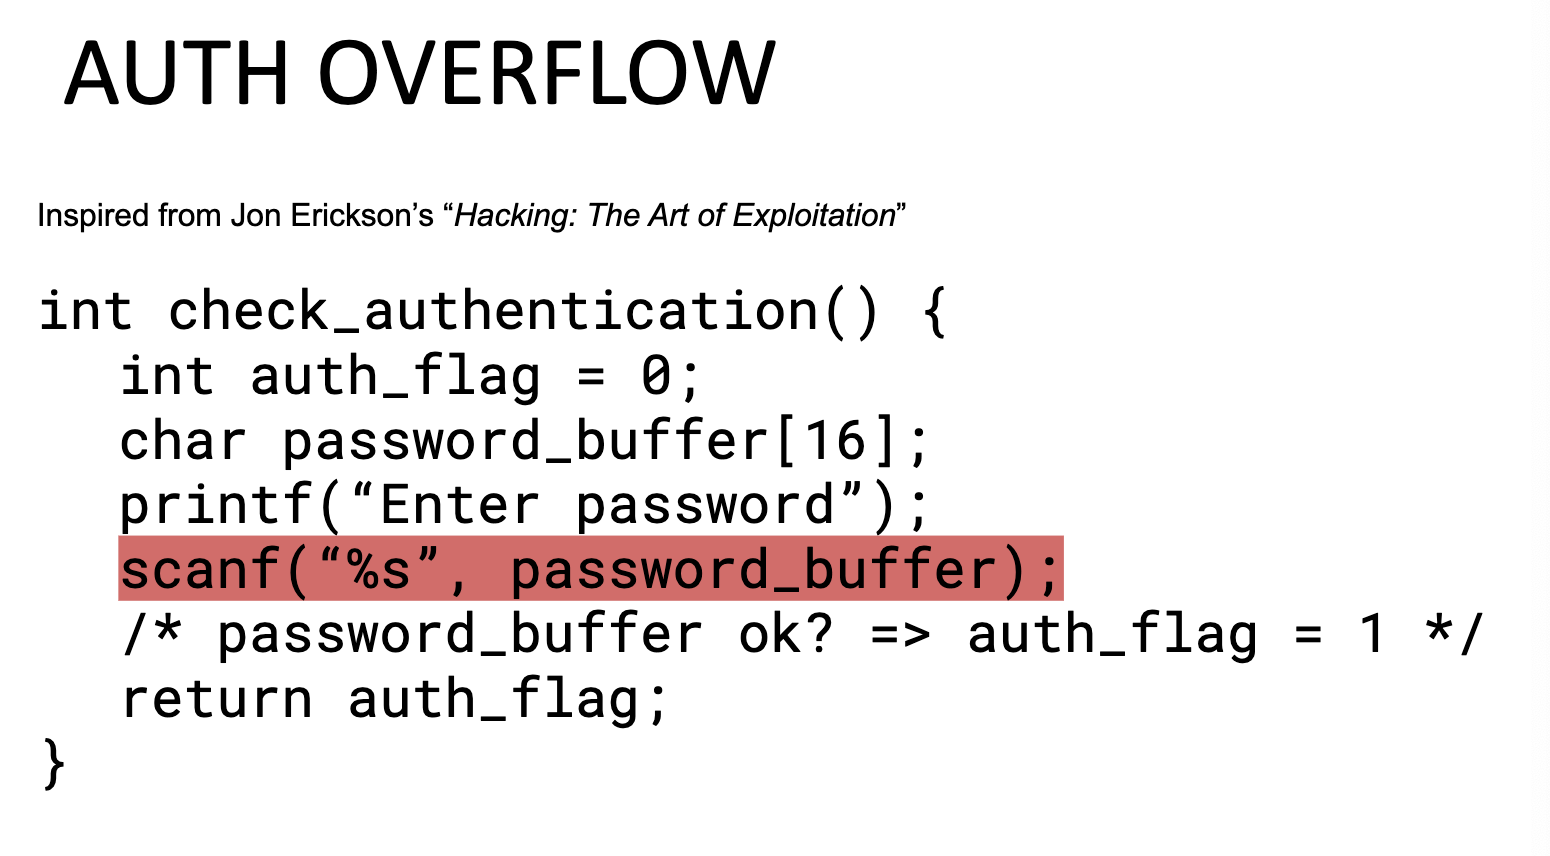 AUTH OVERFLOW
Inspired from Jon Erickson’s “Hacking: The Art of Exploitation”
int check_authentication() {
   int auth_flag = 0;
   char password_buffer[16];
   printf(“Enter password”);
   scanf(“%s”, password_buffer);
   /* password_buffer ok? => auth_flag = 1 */
   return auth_flag;
}